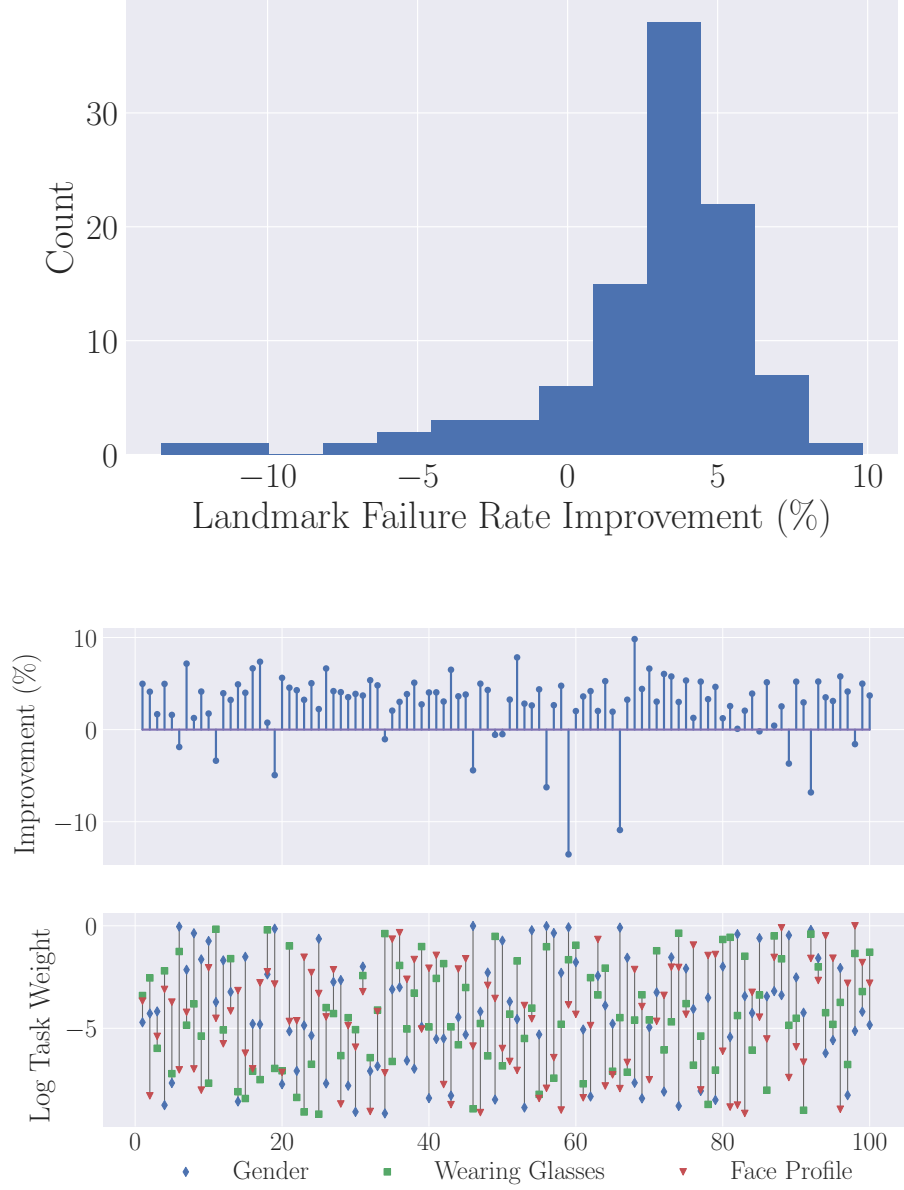 30
20
10
0
Count
−10 −5 0 5 10
Landmark Failure Rate Improvement (%)
10
0
−10
Improvement (%)
0
−5
Log Task Weight
0 20 40 60 80 100
Gender Wearing Glasses Face Profile